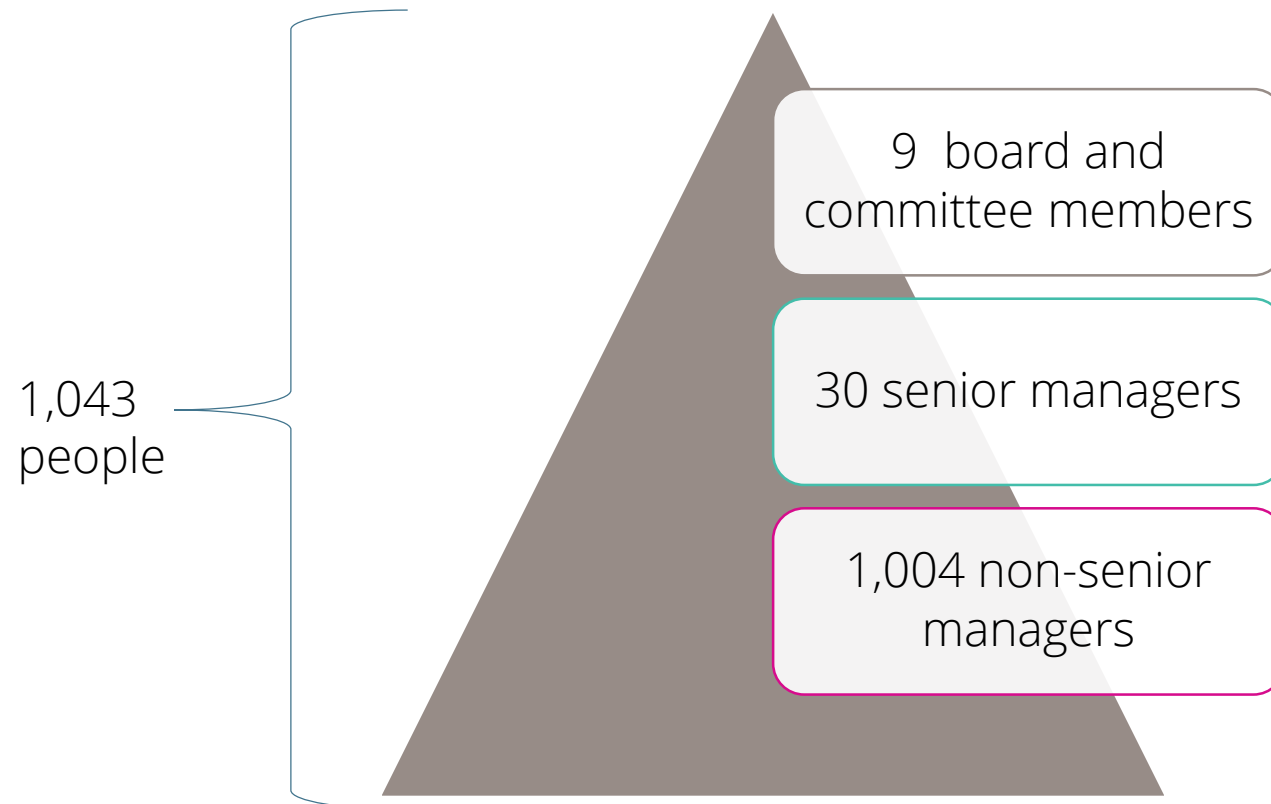 1,043
people
9  board and
committee members
30 senior managers
1,004 non-senior
managers